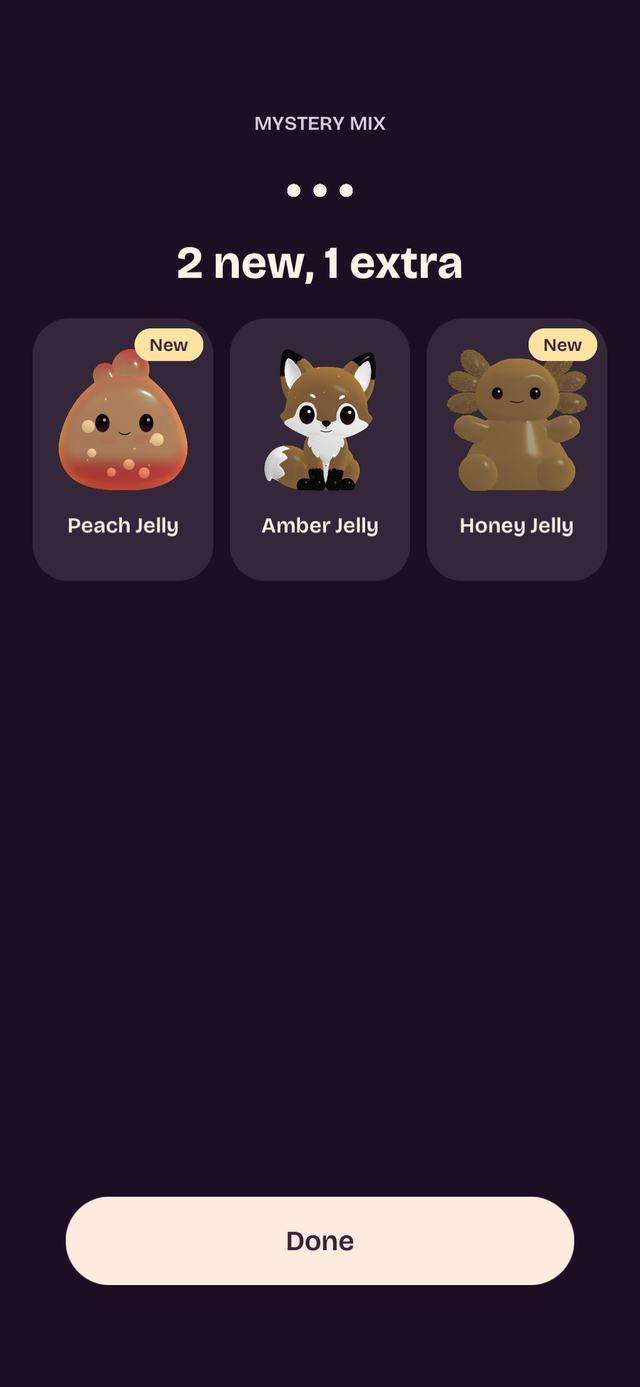 MYSTERY MIX
2 new, 1 extra
New
New
Peach Jelly
Amber Jelly
Honey Jelly
Done